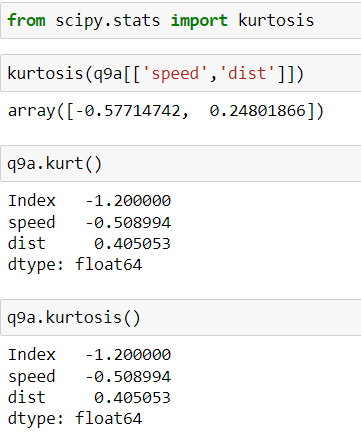 from scipy.stats import kurtosis
kurtosis(q9a[['speed','dist']])
array([-0.57714742,  0.24801866])
q9a.kurt()
Index   -1.200000
speed   -0.508994
dist     0.405053
dtype: float64
q9a.kurtosis()
Index   -1.200000
speed   -0.508994
dist     0.405053
dtype: float64